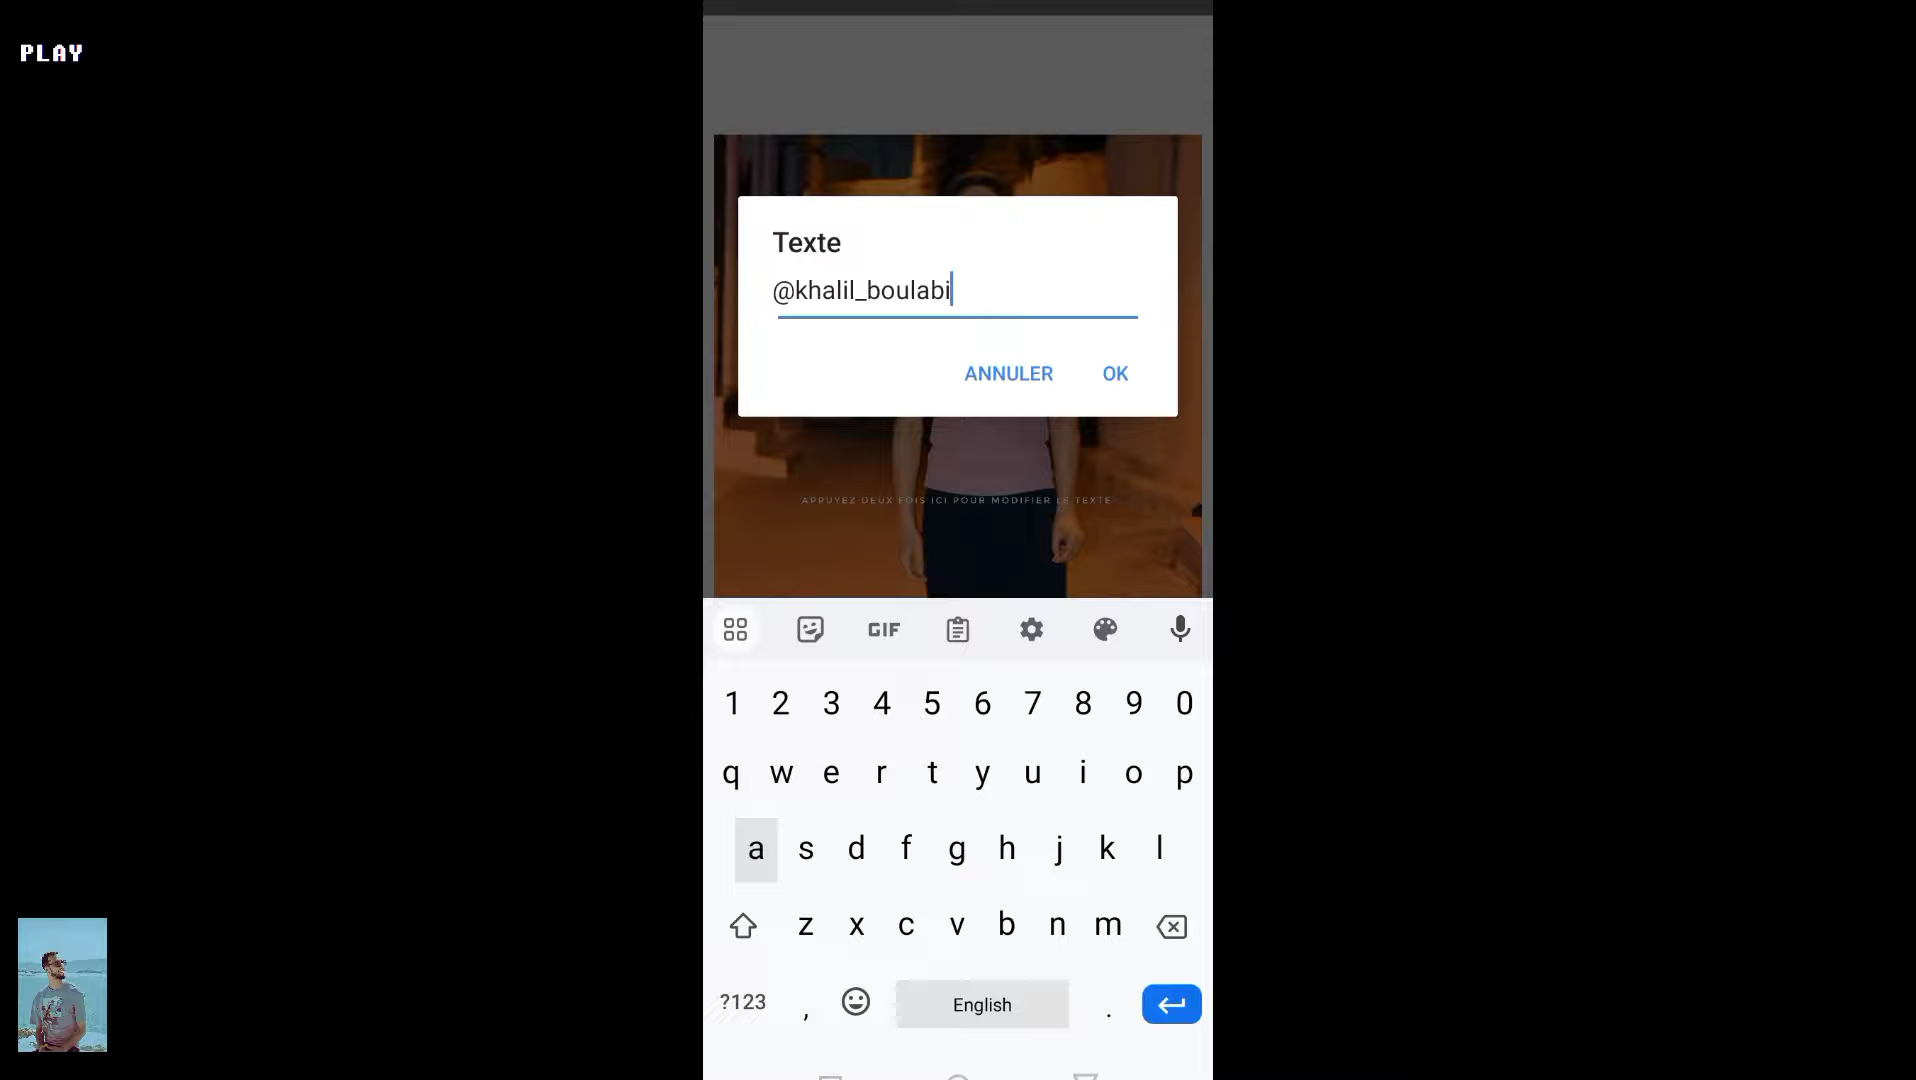 PLAY
Texte
@khalil_boulabi
ANNULER OK
APPUYEZ DEUX FOIS ICI POUR MODIFIER LE TEXTE
GIF
1 2 3 4 5 6 7 8 9 0
q w e r t y u i o p
a s d f g h j k l
z x c v b n m
?123 , English .